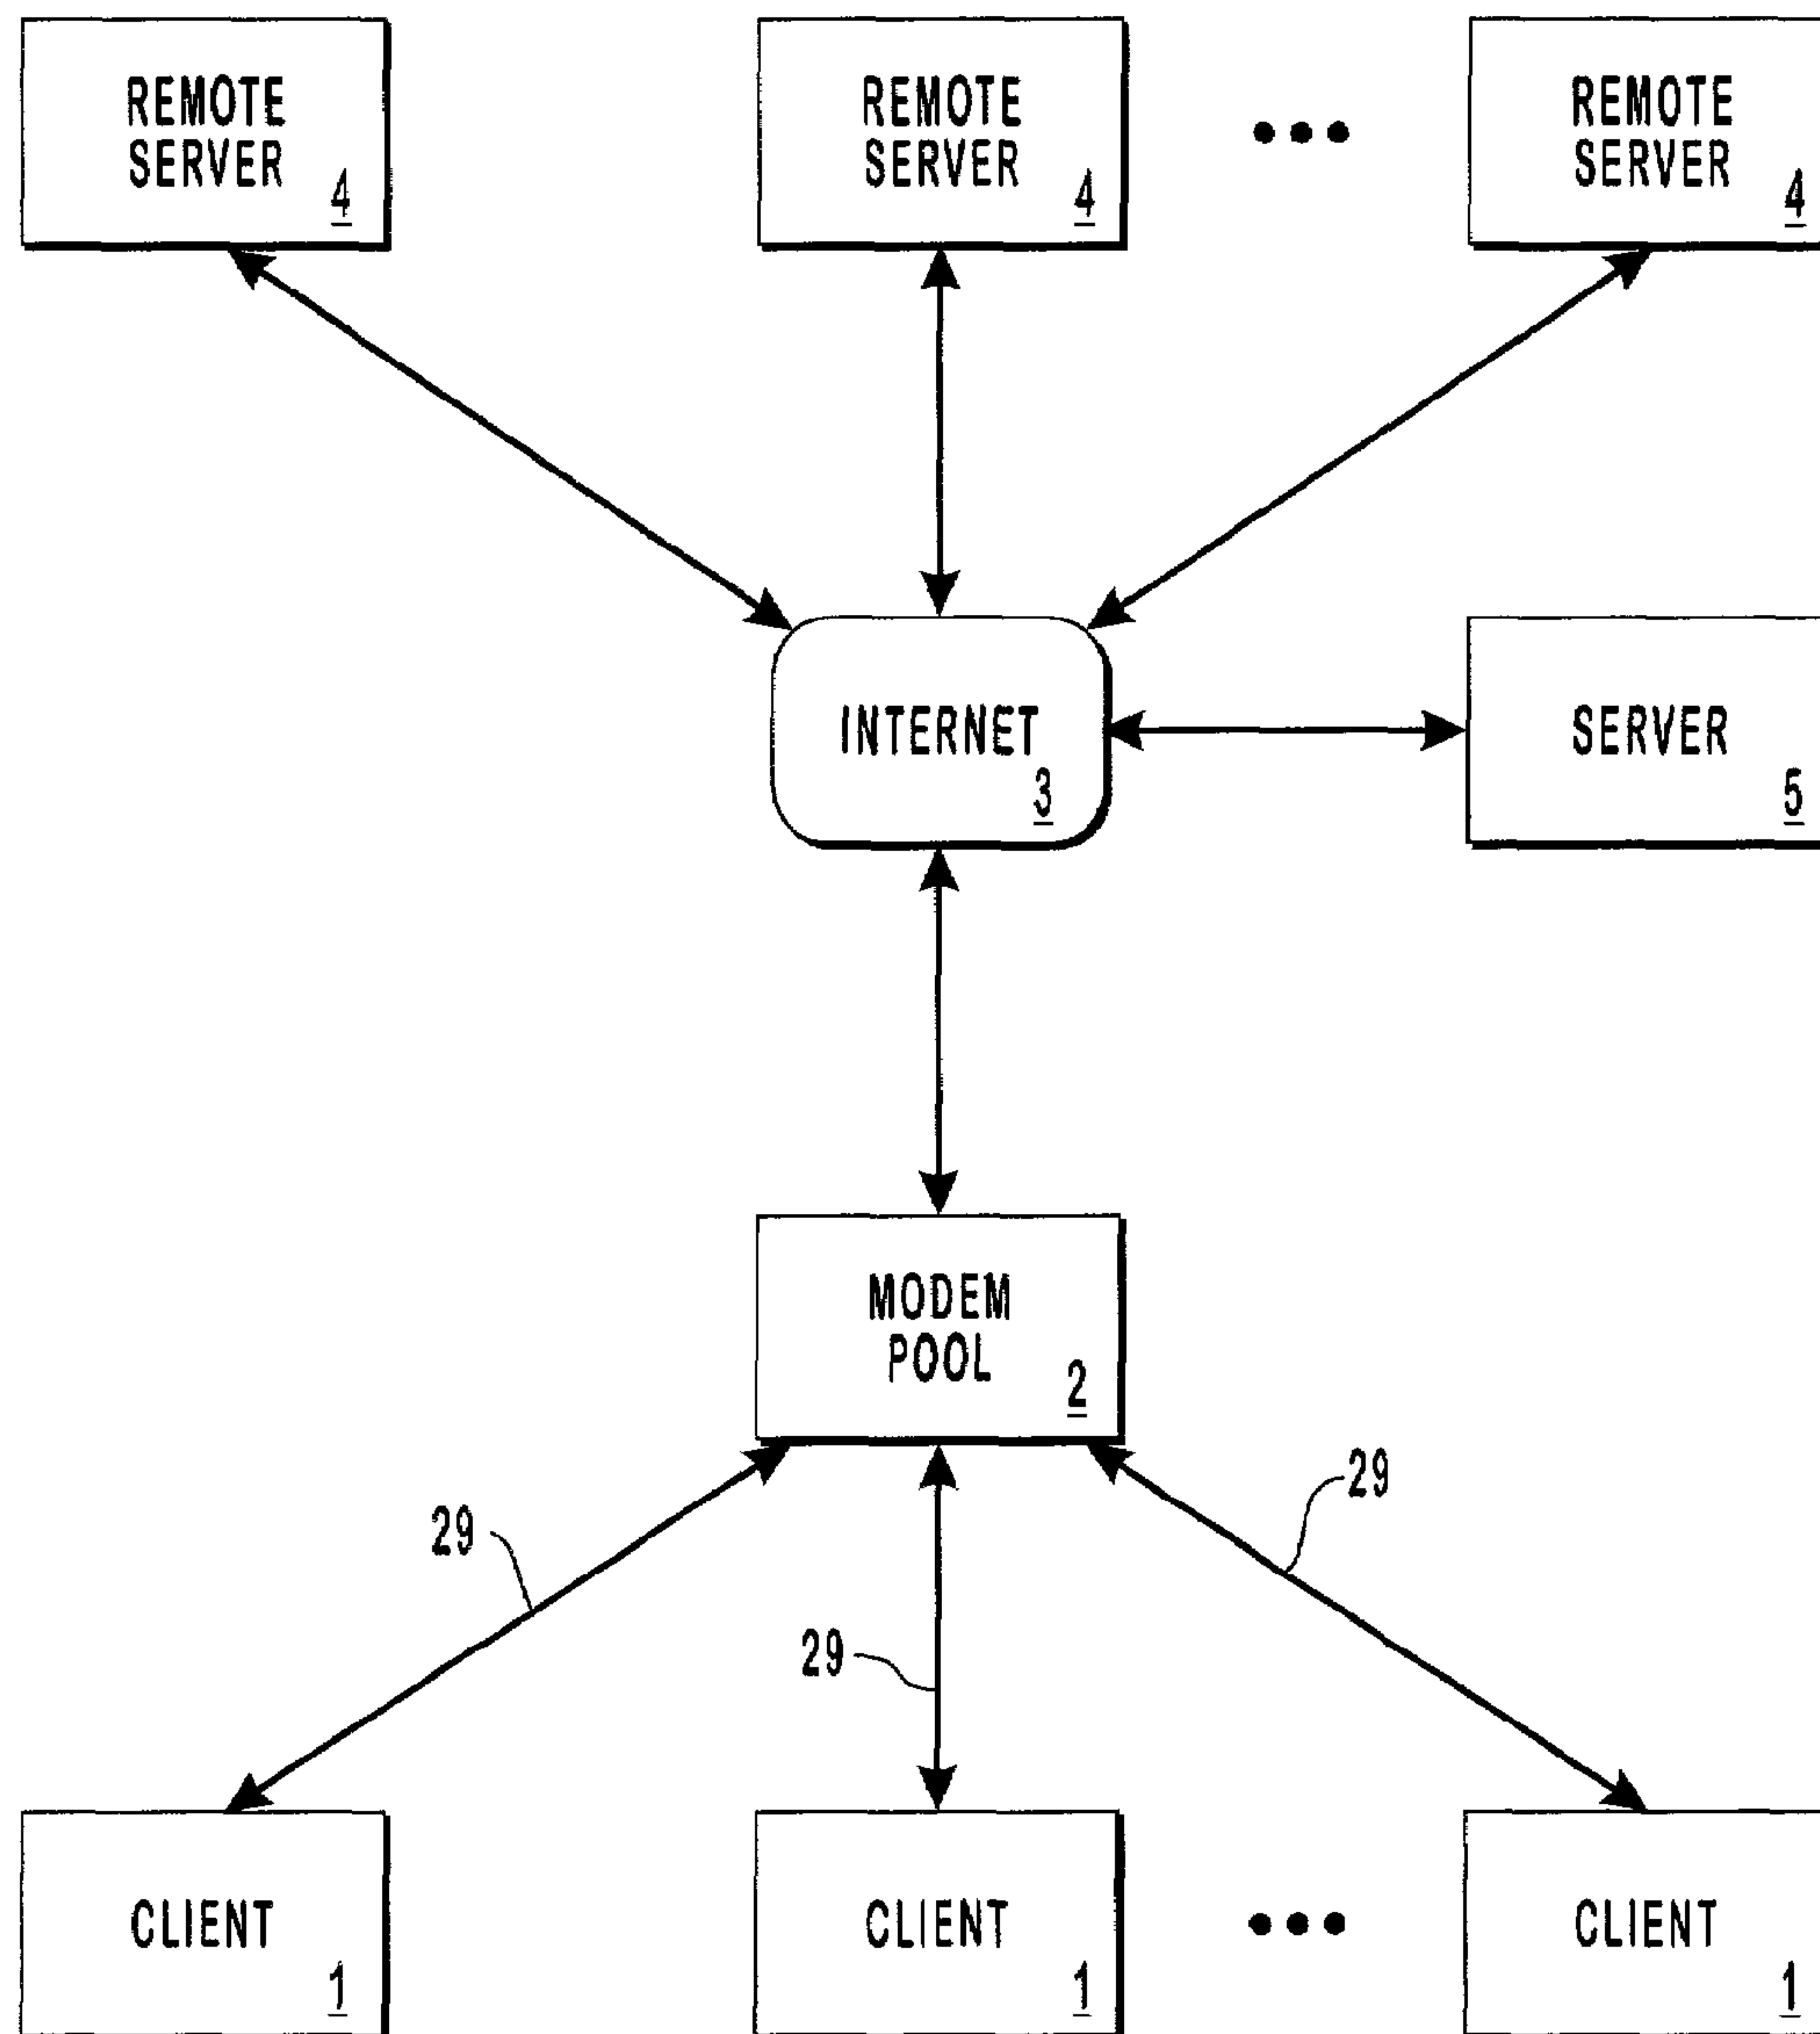 REMOTE
SERVER
4
REMOTE
SERVER
4
REMOTE
SERVER
4
INTERNET
3
SERVER
5
MODEM
POOL
2
29
29
29
CLIENT
1
CLIENT
1
CLIENT
1